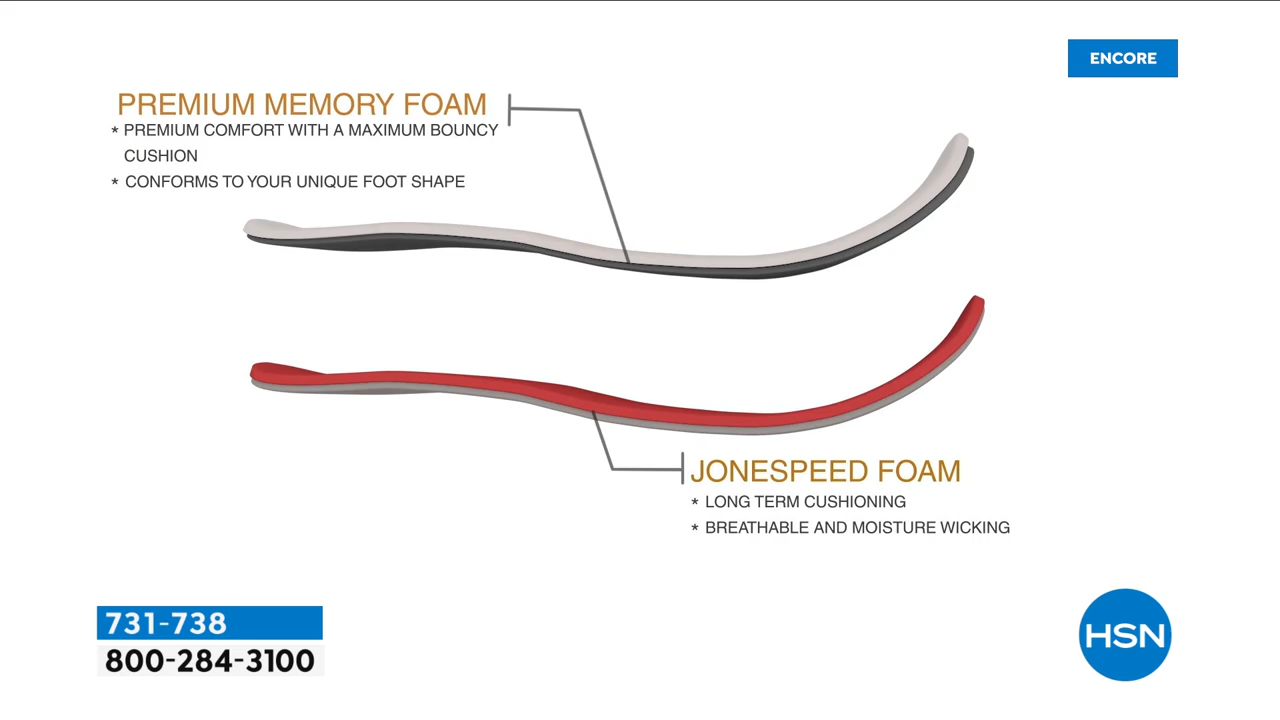 ENCORE
PREMIUM MEMORY FOAM
* PREMIUM COMFORT WITH A MAXIMUM BOUNCY
CUSHION
* CONFORMS TO YOUR UNIQUE FOOT SHAPE
JONESPEED FOAM
* LONG TERM CUSHIONING
* BREATHABLE AND MOISTURE WICKING
731-738
800-284-3100
HSN